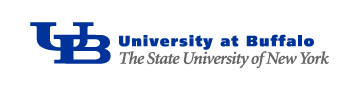 UB University at Buffalo
The State University of New York